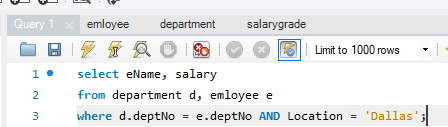 Query 1 emloyee department salarygrade
Limit to 1000 rows
1 select eName, salary
2 from department d, emloyee e
3 where d.deptNo = e.deptNo AND Location = 'Dallas';